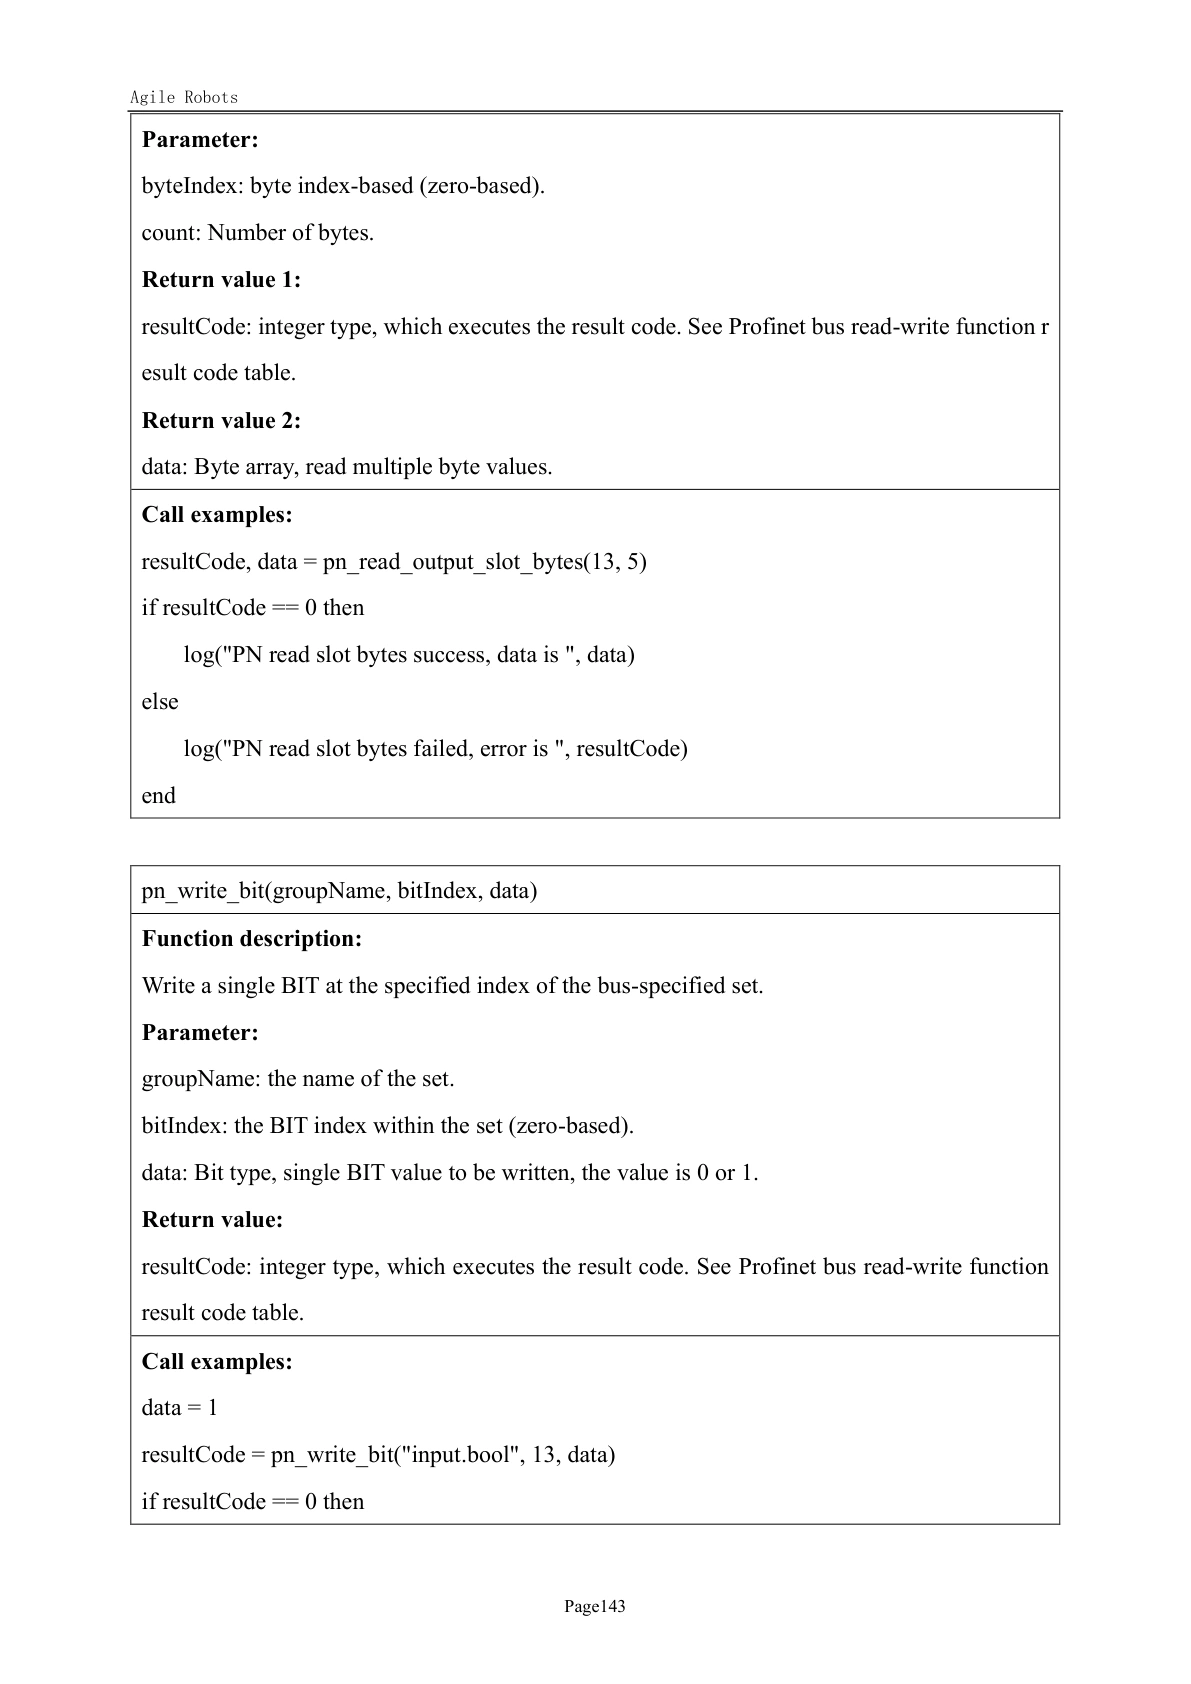 Agile Robots
Parameter:
byteIndex: byte index-based (zero-based).
count: Number of bytes.
Return value 1:
resultCode: integer type, which executes the result code. See Profinet bus read-write function r
esult code table.
Return value 2:
data: Byte array, read multiple byte values.
Call examples:
resultCode, data = pn_read_output_slot_bytes(13, 5)
if resultCode == 0 then
log("PN read slot bytes success, data is ", data)
else
log("PN read slot bytes failed, error is ", resultCode)
end
pn_write_bit(groupName, bitIndex, data)
Function description:
Write a single BIT at the specified index of the bus-specified set.
Parameter:
groupName: the name of the set.
bitIndex: the BIT index within the set (zero-based).
data: Bit type, single BIT value to be written, the value is 0 or 1.
Return value:
resultCode: integer type, which executes the result code. See Profinet bus read-write function
result code table.
Call examples:
data = 1
resultCode = pn_write_bit("input.bool", 13, data)
if resultCode == 0 then
Page143